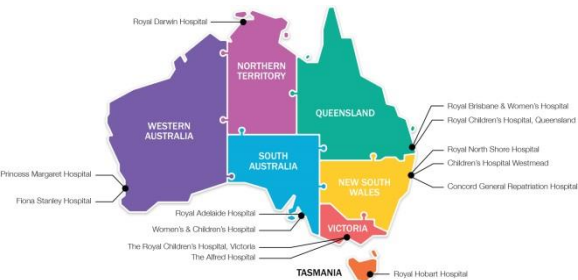 Royal Darwin Hospital
NORTHERN
TERRITORY
QUEENSLAND
Royal Brisbane & Women's Hospital
Royal Children's Hospital, Queensland
WESTERN
AUSTRALIA
SOUTH
AUSTRALIA
Royal North Shore Hospital
Children's Hospital Westmead
Princess Margaret Hospital
NEW SOUTH
WALES
Concord General Repatriation Hospital
Fiona Stanley Hospital
Royal Adelaide Hospital
Women's & Children's Hospital
VICTORIA
The Royal Children's Hospital, Victoria
The Alfred Hospital
TASMANIA
Royal Hobart Hospital